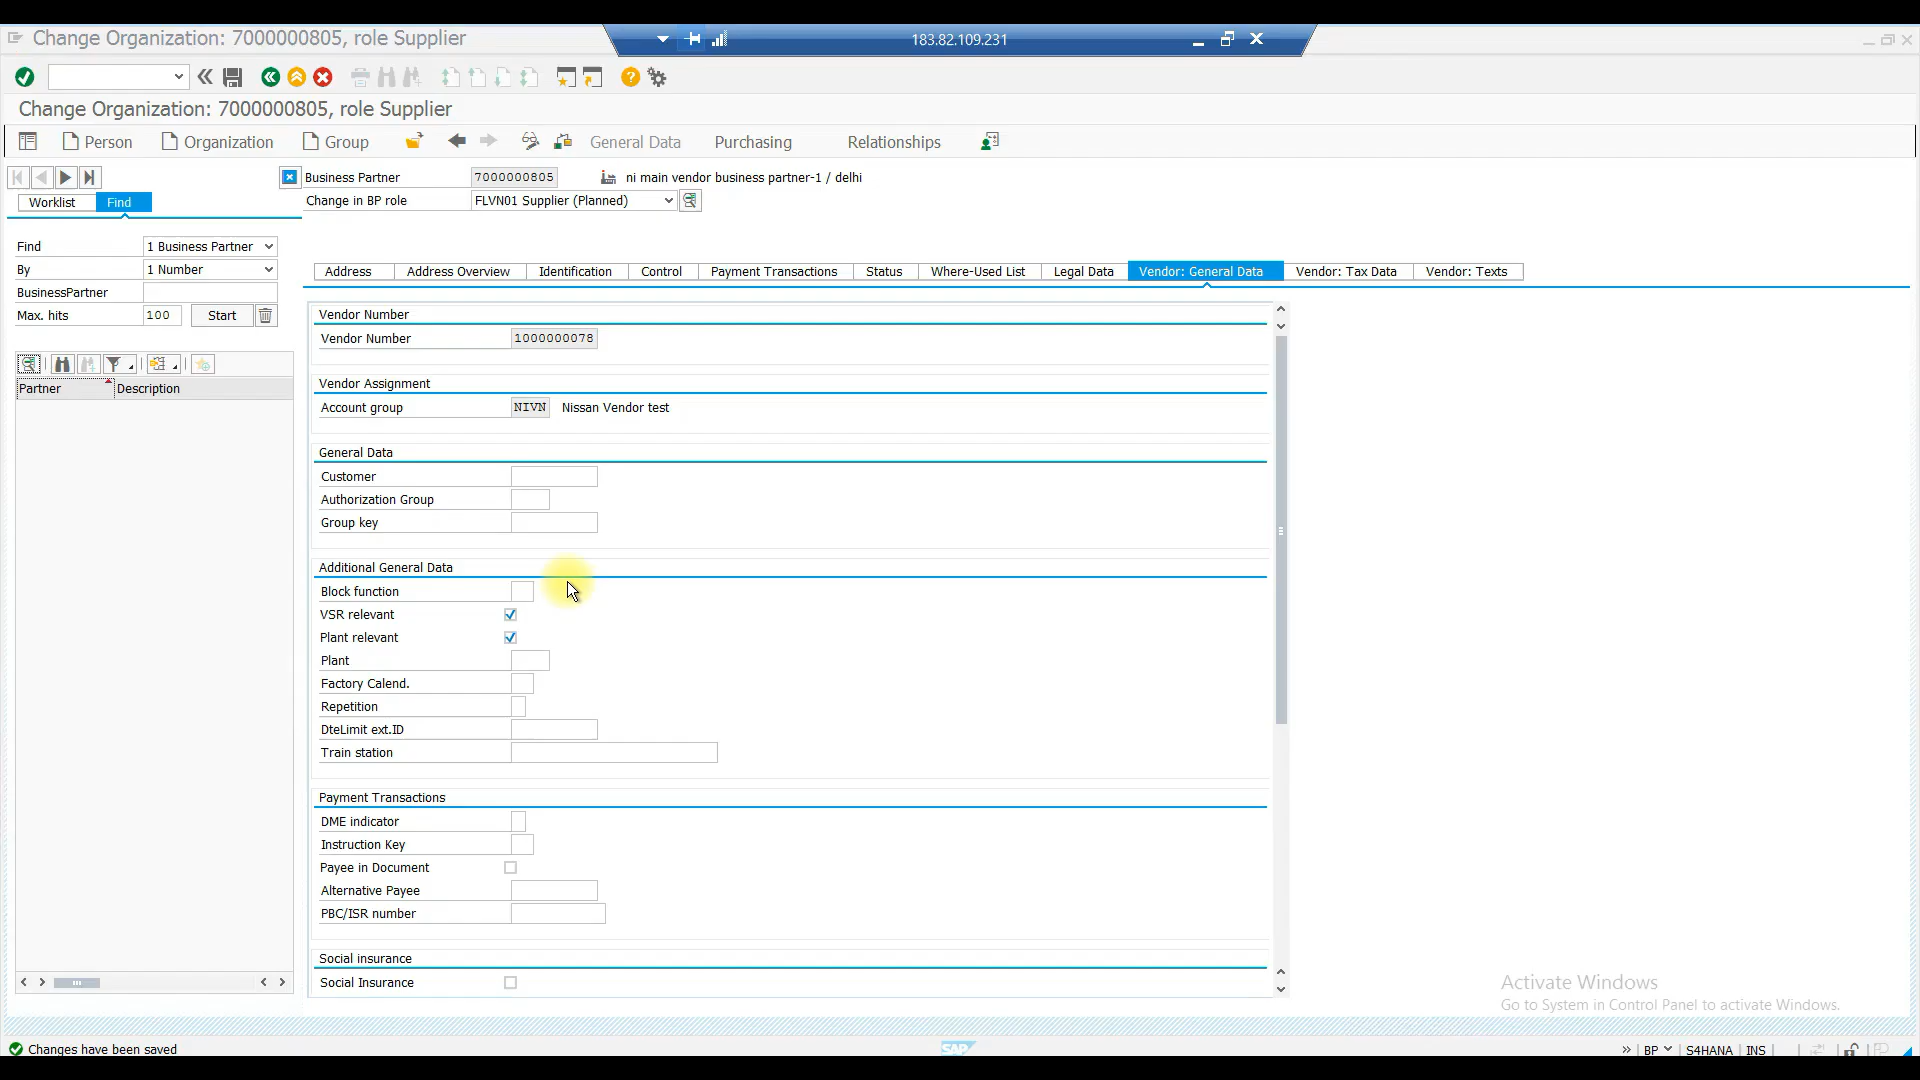 Change Organization: 7000000805, role Supplier
183.82.109.231
Change Organization: 7000000805, role Supplier
Person
Organization
Group
General Data
Purchasing
Relationships
Business Partner
7000000805
ni main vendor business partner-1 / delhi
Worklist
Find
Change in BP role
FLVN01 Supplier (Planned)
Find
1 Business Partner
By
1 Number
BusinessPartner
Max. hits
100
Start
Partner
Description
Address
Address Overview
Identification
Control
Payment Transactions
Status
Where-Used List
Legal Data
Vendor: General Data
Vendor: Tax Data
Vendor: Texts
Vendor Number
Vendor Number
1000000078
Vendor Assignment
Account group
NIVN
Nissan Vendor test
General Data
Customer
Authorization Group
Group key
Additional General Data
Block function
VSR relevant
Plant relevant
Plant
Factory Calend.
Repetition
DteLimit ext.ID
Train station
Payment Transactions
DME indicator
Instruction Key
Payee in Document
Alternative Payee
PBC/ISR number
Social insurance
Social Insurance
Activate Windows
Go to System in Control Panel to activate Windows.
Changes have been saved
SAP
BP
S4HANA
INS